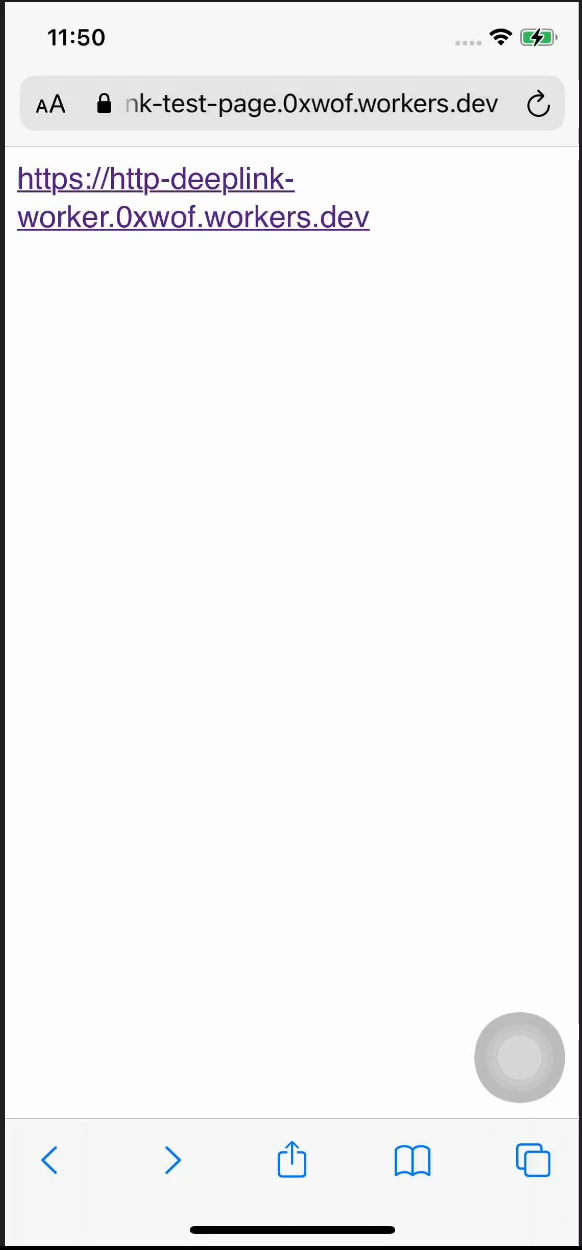 11:50
AA nk-test-page.0xwof.workers.dev
https://http-deeplink-
worker.0xwof.workers.dev